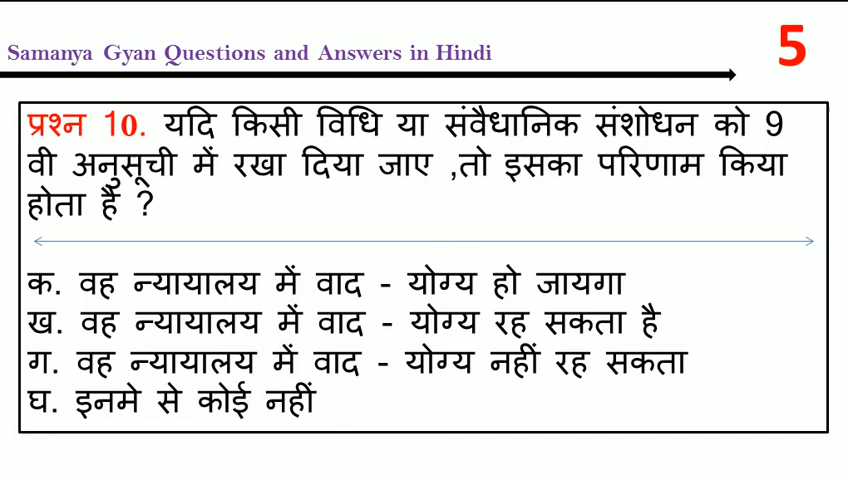 Samanya Gyan Questions and Answers in Hindi
5
प्रश्न 10. यदि किसी विधि या संवैधानिक संशोधन को 9
वी अनुसूची में रखा दिया जाए ,तो इसका परिणाम किया
होता है ?
क. वह न्यायालय में वाद - योग्य हो जायगा
ख. वह न्यायालय में वाद - योग्य रह सकता है
ग. वह न्यायालय में वाद - योग्य नहीं रह सकता
घ. इनमे से कोई नहीं